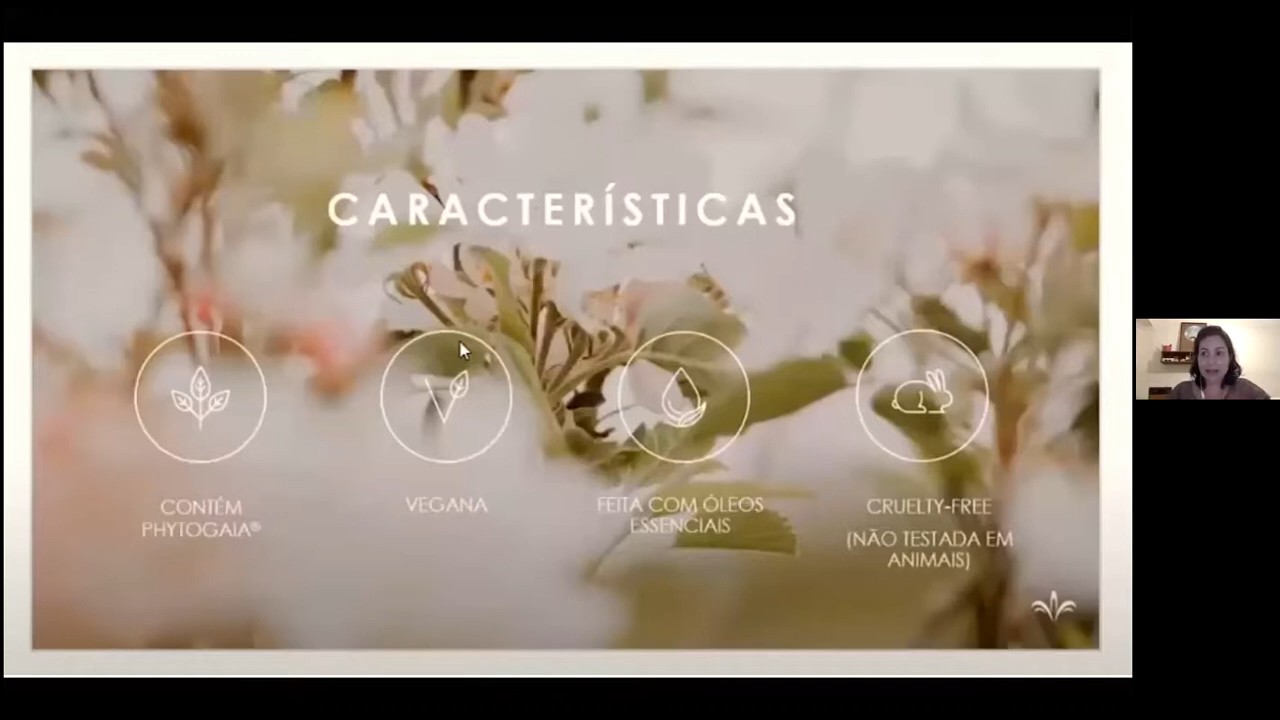 CARACTERÍSTICAS
CONTÉM
PHYTOGAIA®
VEGANA
FEITA COM ÓLEOS
ESSENCIAIS
CRUELTY-FREE
(NÃO TESTADA EM
ANIMAIS)